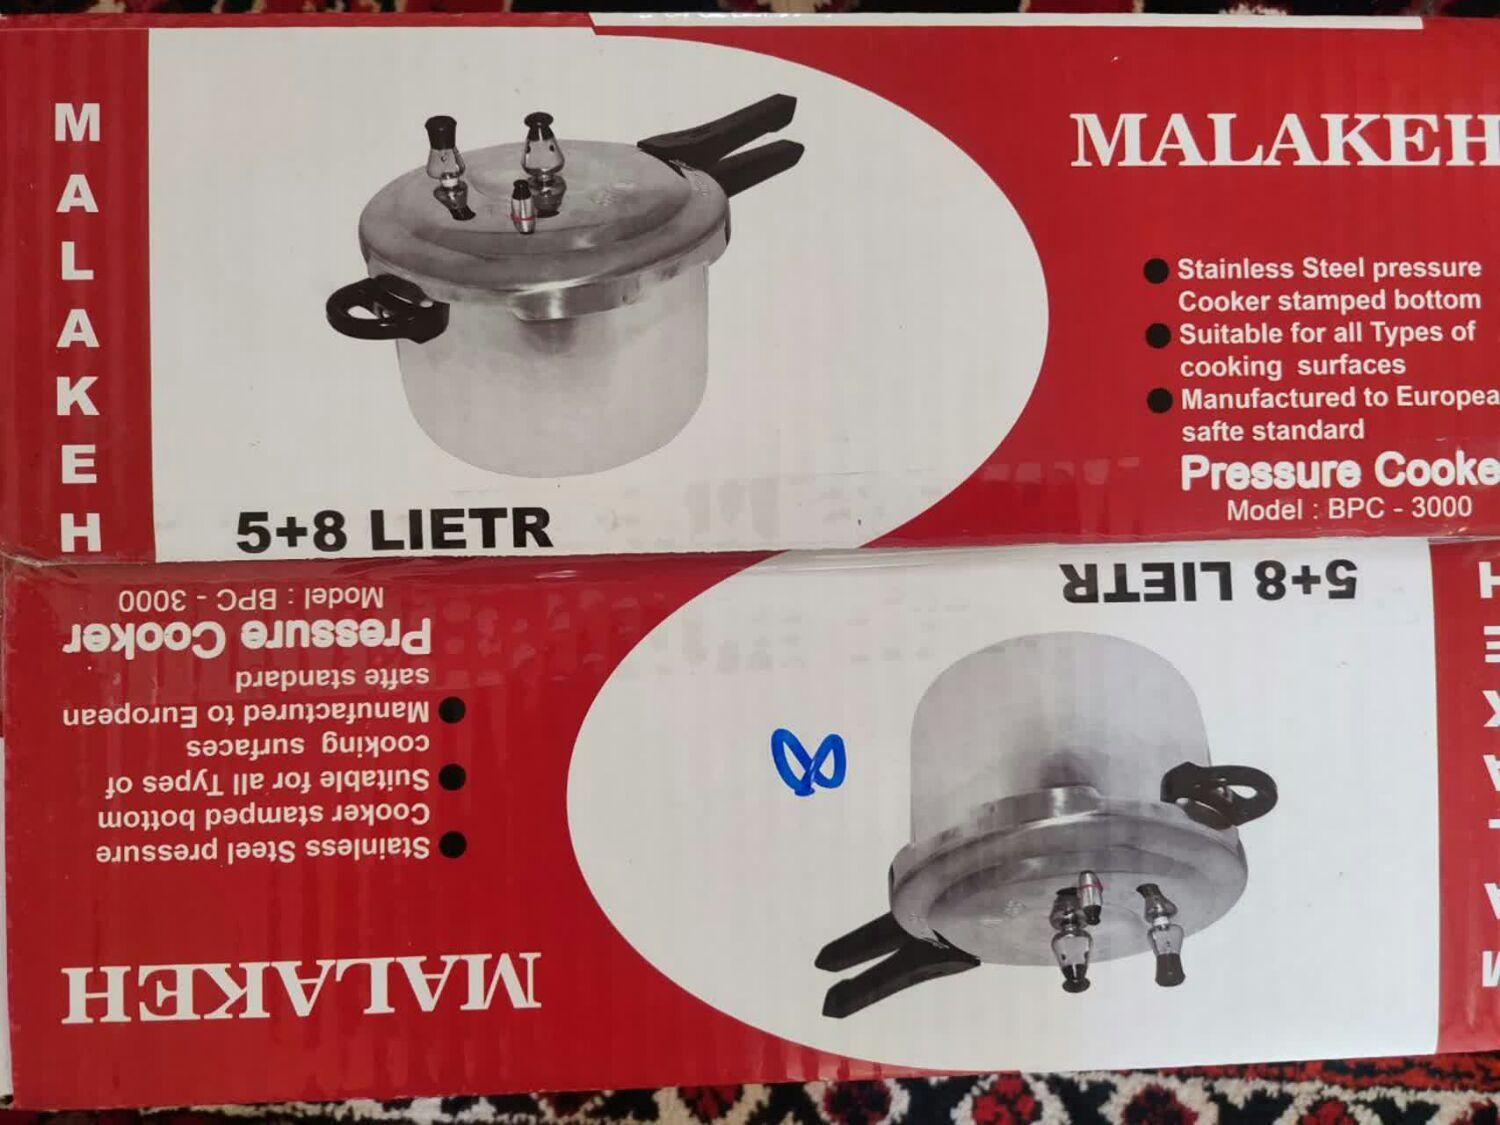 MALAKEH
MALAKEH
Stainless Steel pressure
Cooker stamped bottom
Suitable for all Types of
cooking surfaces
Manufactured to Europea
safte standard
Pressure Cooke
Model : BPC - 3000
5+8 LIETR
MALAKEH
Stainless Steel pressure
Cooker stamped bottom
Suitable for all Types of
cooking surfaces
Manufactured to European
safte standard
Pressure Cooker
Model : BPC - 3000
5+8 LIETR
MALAKEH
8